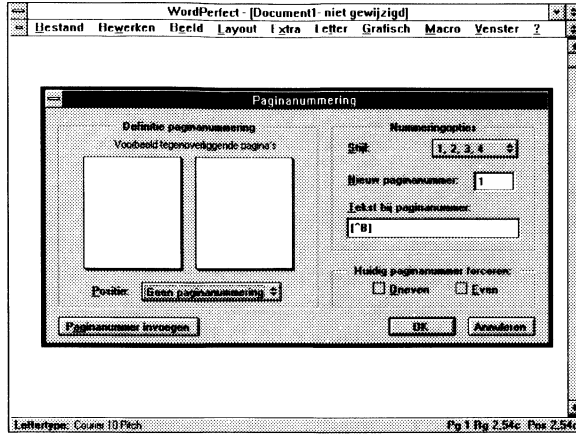 WordPerfect - [Document1- niet gewijzigd]
Bestand Bewerken Beeld Layout Extra Letter Grafisch Macro Venster ?
Paginanummering
Definitie paginanummering
Voorbeeld tegenoverliggende pagina's
Positie: Geen paginanummering
Paginanummer invoegen
Nummeringopties
Stijl: 1, 2, 3, 4
Nieuw paginanummer: 1
Tekst bij paginanummer:
[^B]
Huidig paginanummer forceren:
Oneven Even
OK Annuleren
Lettertype: Courier 10 Pitch Pg 1 Rg 2,54c Pos 2,54c